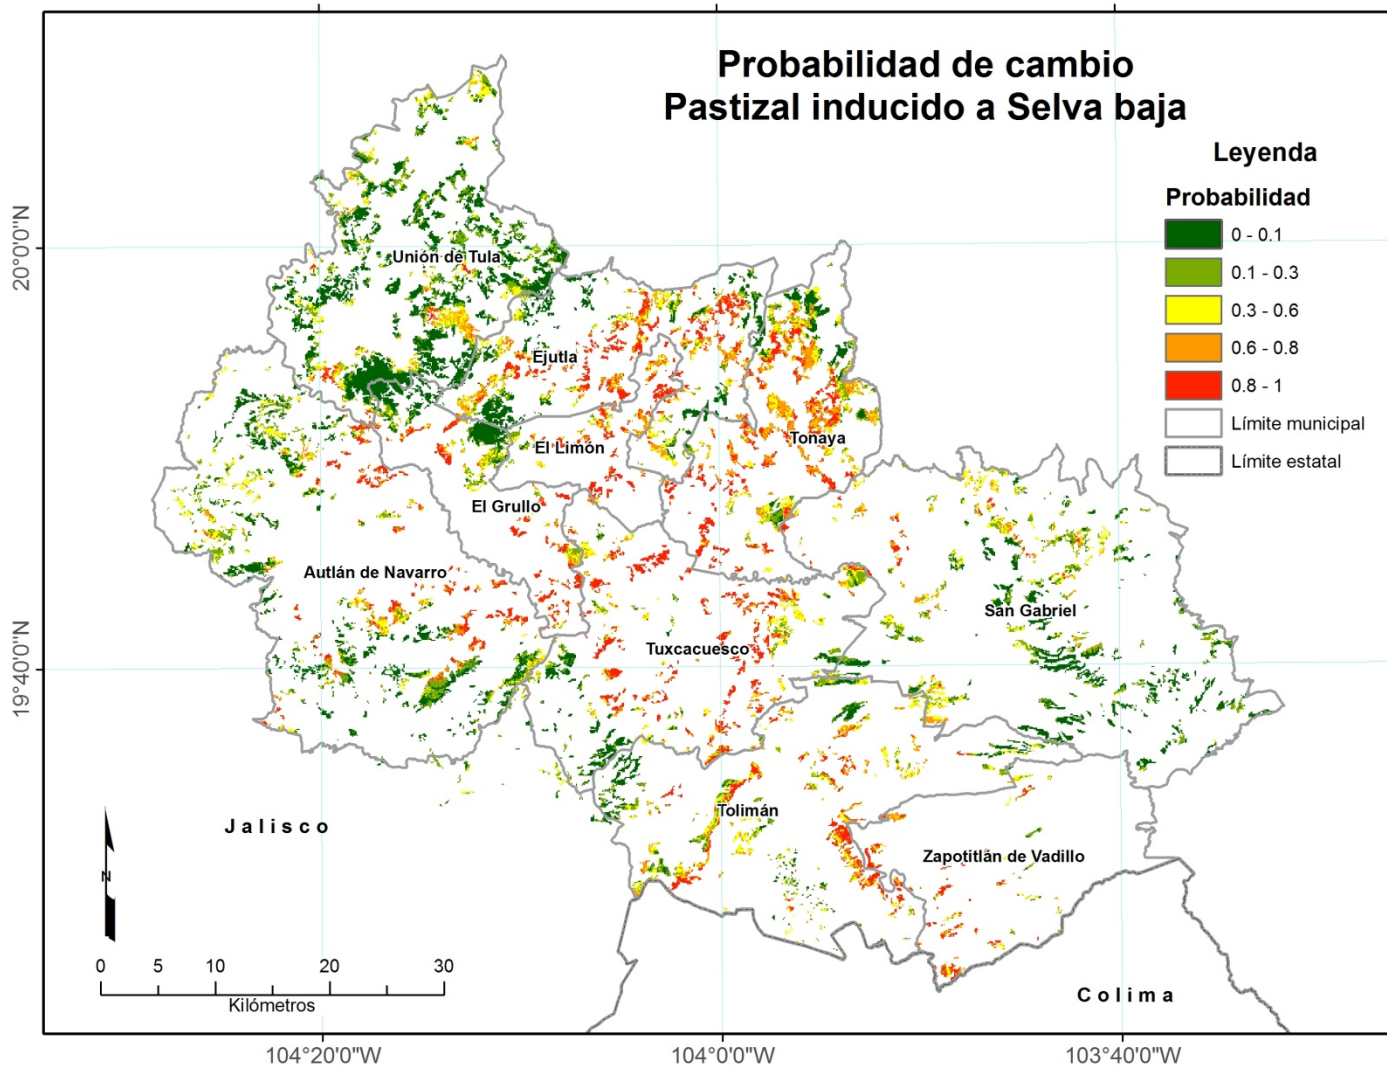 Probabilidad de cambio
Pastizal inducido a Selva baja
Leyenda
Probabilidad
0 - 0.1
0.1 - 0.3
0.3 - 0.6
0.6 - 0.8
0.8 - 1
Límite municipal
Límite estatal
20°0'0"N
19°40'0"N
Unión de Tula
Ejutla
Tonaya
El Limón
El Grullo
Autlán de Navarro
San Gabriel
Tuxcacuesco
Tolimán
Zapotitlán de Vadillo
Jalisco
Colima
N
0 5 10 20 30
Kilómetros
104°20'0"W 104°0'0"W 103°40'0"W